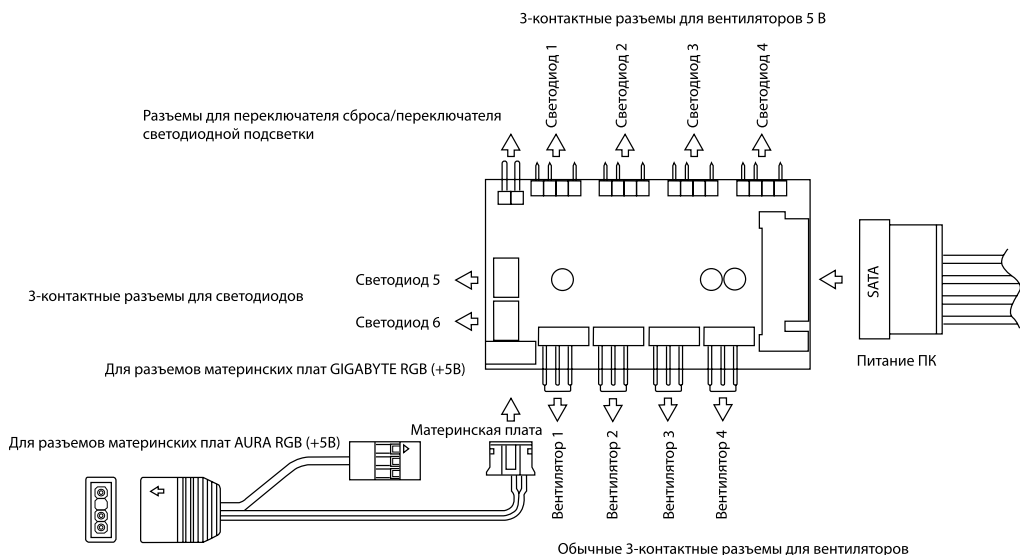 3-контактные разъемы для вентиляторов 5 В
Светодиод 1
Светодиод 2
Светодиод 3
Светодиод 4
Разъемы для переключателя сброса/переключателя
светодиодной подсветки
Светодиод 5
3-контактные разъемы для светодиодов
Светодиод 6
SATA
Питание ПК
Для разъемов материнских плат GIGABYTE RGB (+5В)
Материнская плата
Для разъемов материнских плат AURA RGB (+5В)
Вентилятор 1
Вентилятор 2
Вентилятор 3
Вентилятор 4
Обычные 3-контактные разъемы для вентиляторов